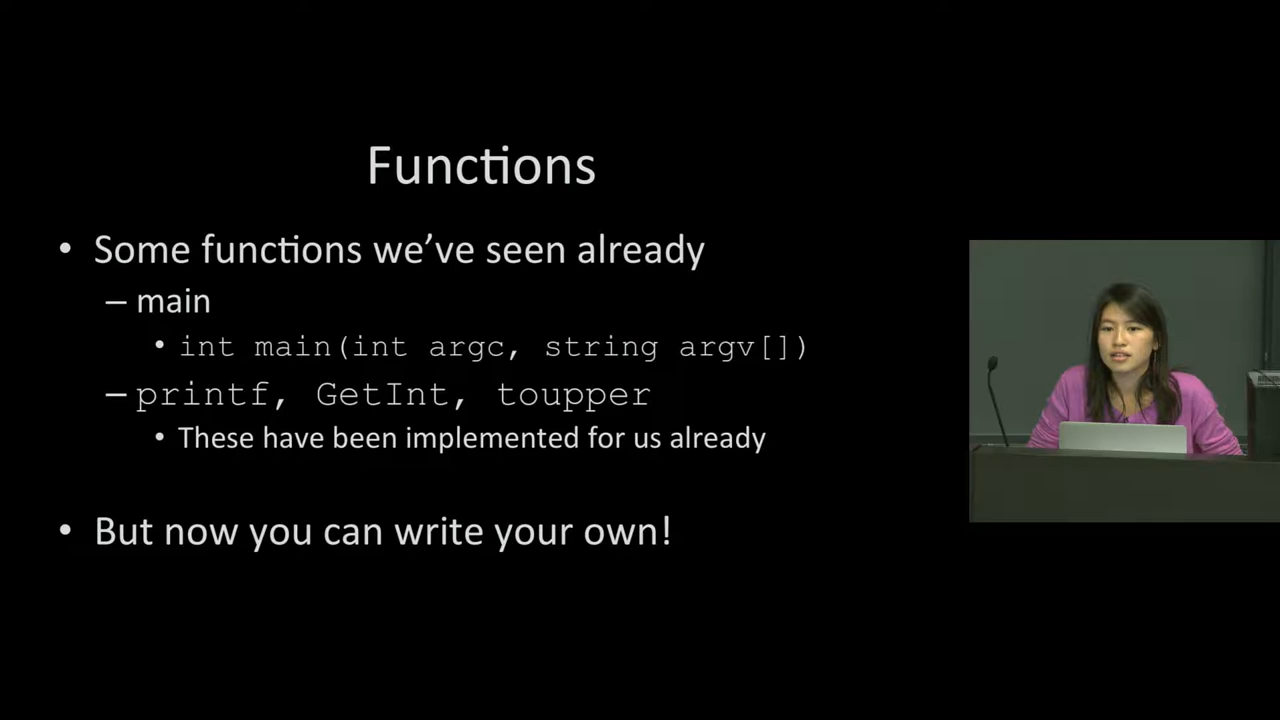 Functions
• Some functions we’ve seen already
– main
• int main(int argc, string argv[])
– printf, GetInt, toupper
• These have been implemented for us already
• But now you can write your own!